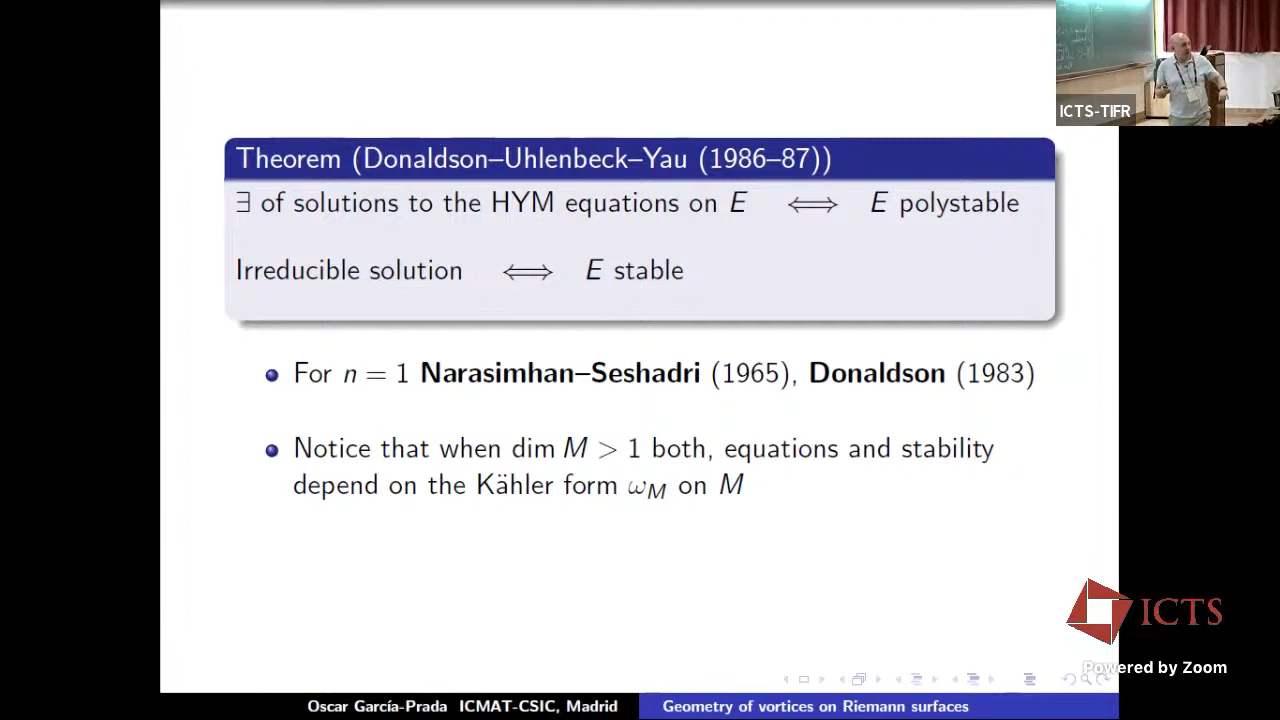 ICTS-TIFR
Theorem (Donaldson–Uhlenbeck–Yau (1986–87))
∃ of solutions to the HYM equations on E ⟺ E polystable
Irreducible solution ⟺ E stable
For n = 1 Narasimhan–Seshadri (1965), Donaldson (1983)
Notice that when dim M > 1 both, equations and stability
depend on the Kähler form ω_M on M
ICTS
Powered by Zoom
Oscar García-Prada ICMAT-CSIC, Madrid
Geometry of vortices on Riemann surfaces